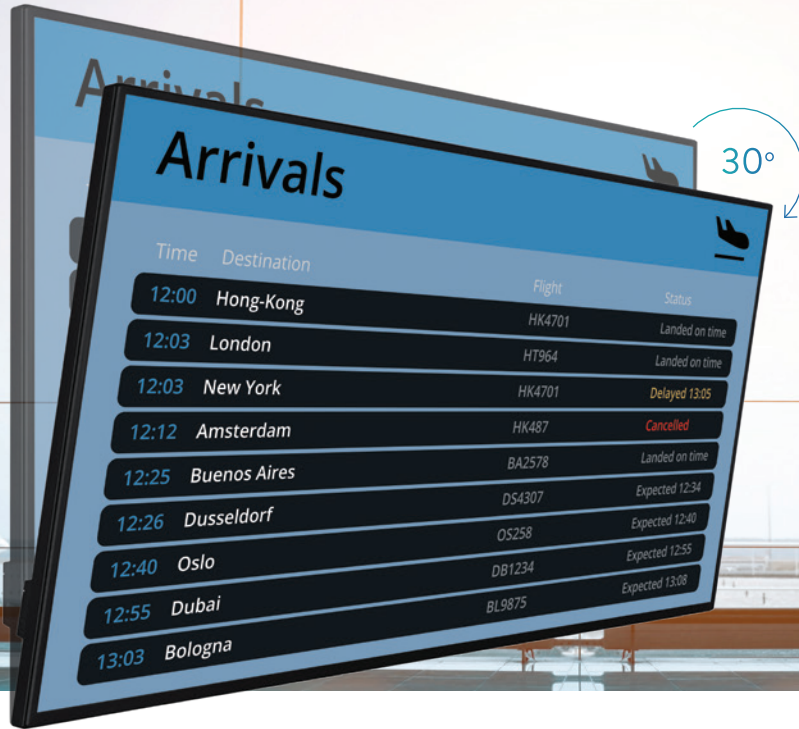 Arrivals
30°
Arrivals
Time Destination Flight Status
12:00 Hong-Kong HK4701 Landed on time
12:03 London HT964 Landed on time
12:03 New York HK4701 Delayed 13:05
12:12 Amsterdam HK487 Cancelled
12:25 Buenos Aires BA2578 Landed on time
12:26 Dusseldorf DS4307 Expected 12:34
12:40 Oslo OS258 Expected 12:40
12:55 Dubai DB1234 Expected 12:55
13:03 Bologna BL9875 Expected 13:08